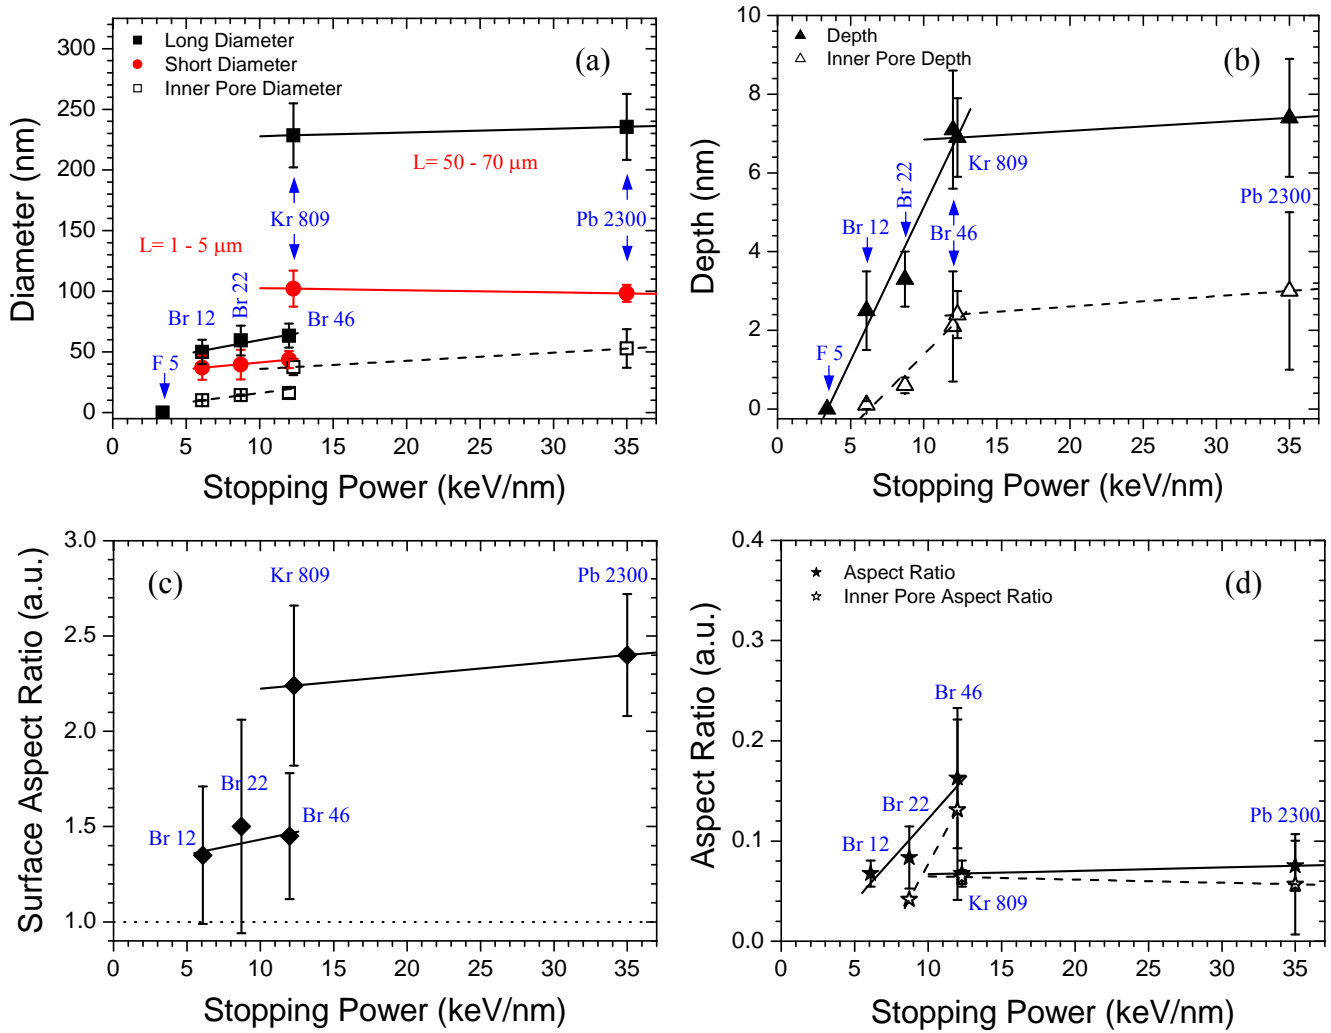 Long Diameter
Short Diameter
Inner Pore Diameter
(a)
L= 50 - 70 μm
L= 1 - 5 μm
Kr 809
Pb 2300
Br 12
Br 22
Br 46
F 5
300
250
200
150
100
50
0
Diameter (nm)
0 5 10 15 20 25 30 35
Stopping Power (keV/nm)
Depth
Inner Pore Depth
(b)
Kr 809
Pb 2300
Br 22
Br 12
Br 46
F 5
10
8
6
4
2
0
Depth (nm)
0 5 10 15 20 25 30 35
Stopping Power (keV/nm)
(c)
Kr 809
Pb 2300
Br 22
Br 12
Br 46
3.0
2.5
2.0
1.5
1.0
Surface Aspect Ratio (a.u.)
0 5 10 15 20 25 30 35
Stopping Power (keV/nm)
Aspect Ratio
Inner Pore Aspect Ratio
(d)
Br 46
Br 22
Br 12
Pb 2300
Kr 809
0.4
0.3
0.2
0.1
0.0
Aspect Ratio (a.u.)
0 5 10 15 20 25 30 35
Stopping Power (keV/nm)